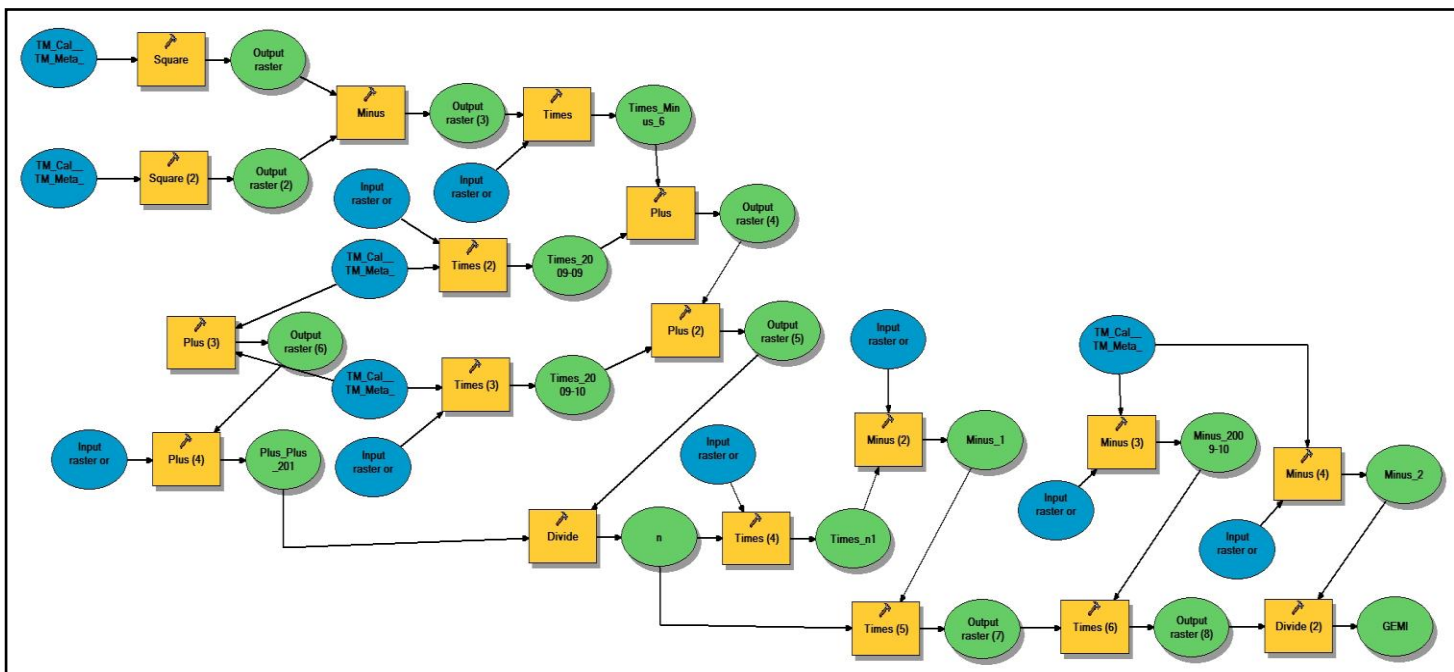 TM_Cal__
TM_Meta_
Square
Output
raster
Minus
Output
raster (3)
Times
Times_Min
us_6
TM_Cal__
TM_Meta_
Square (2)
Output
raster (2)
Input
raster or
Input
raster or
Plus
Output
raster (4)
TM_Cal__
TM_Meta_
Times (2)
Times_20
09-09
Plus (3)
Output
raster (6)
Plus (2)
Output
raster (5)
Input
raster or
TM_Cal__
TM_Meta_
TM_Cal__
TM_Meta_
Times (3)
Times_20
09-10
Input
raster or
Plus (4)
Plus_Plus
_201
Input
raster or
Input
raster or
Minus (2)
Minus_1
Minus (3)
Minus_200
9-10
Minus (4)
Minus_2
Input
raster or
Input
raster or
Divide
n
Times (4)
Times_n1
Times (5)
Output
raster (7)
Times (6)
Output
raster (8)
Divide (2)
GEMI